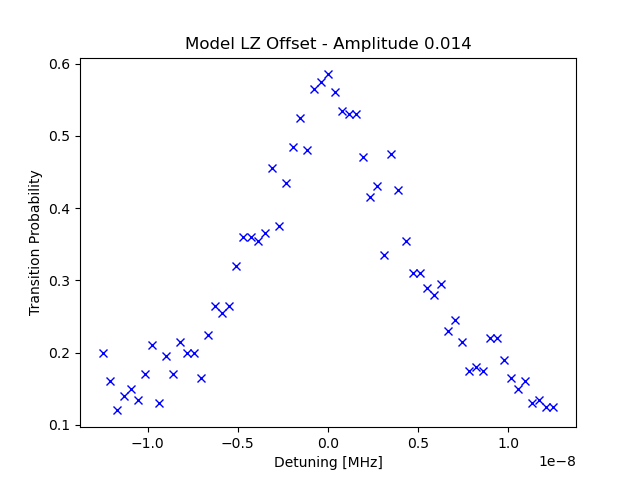 Model LZ Offset - Amplitude 0.014
0.6
0.5
0.4
0.3
0.2
0.1
Transition Probability
−1.0 −0.5 0.0 0.5 1.0
1e−8
Detuning [MHz]